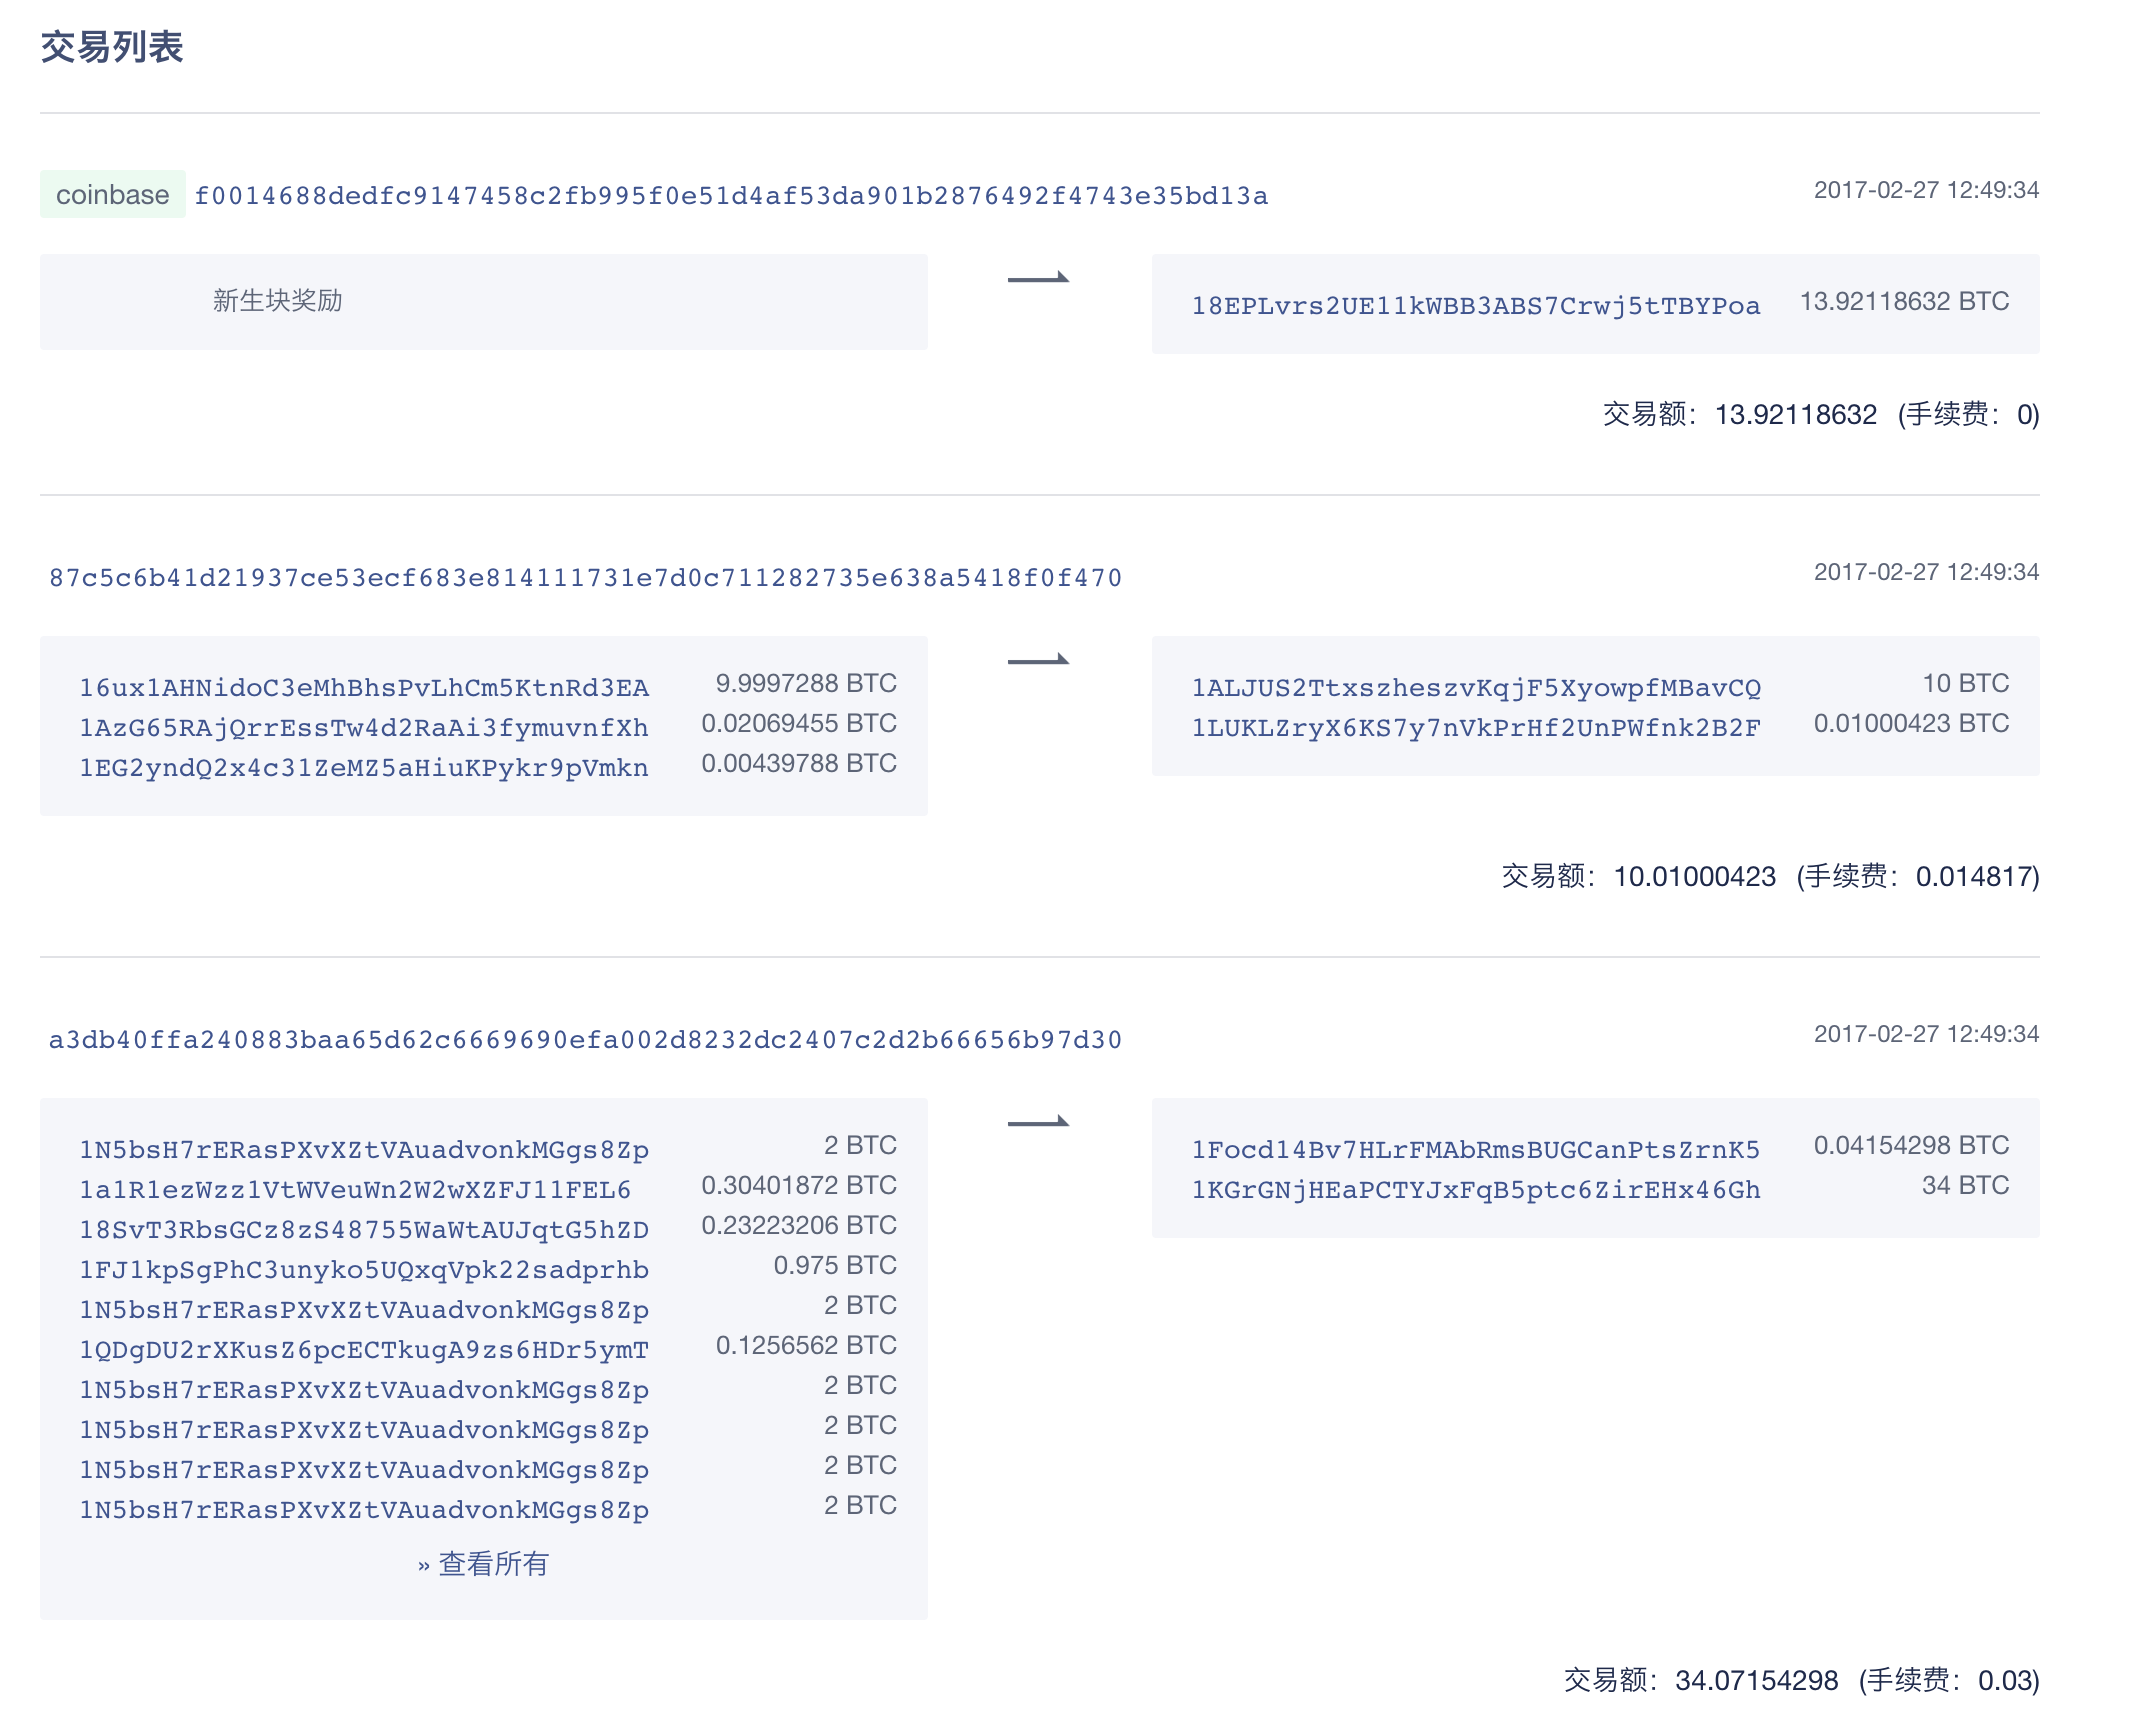 交易列表
coinbase f0014688dedfc9147458c2fb995f0e51d4af53da901b2876492f4743e35bd13a 2017-02-27 12:49:34
新生块奖励 18EPLvrs2UE11kWBB3ABS7Crwj5tTBYPoa 13.92118632 BTC
交易额：13.92118632 (手续费：0)
87c5c6b41d21937ce53ecf683e814111731e7d0c711282735e638a5418f0f470 2017-02-27 12:49:34
16ux1AHNidoC3eMhBhsPvLhCm5KtnRd3EA 9.9997288 BTC 1ALJUS2TtxszheszvKqjF5XyowpfMBavCQ 10 BTC
1AzG65RAjQrrEssTw4d2RaAi3fymuvnfXh 0.02069455 BTC 1LUKLZryX6KS7y7nVkPrHf2UnPWfnk2B2F 0.01000423 BTC
1EG2yndQ2x4c31ZeMZ5aHiuKPykr9pVmkn 0.00439788 BTC
交易额：10.01000423 (手续费：0.014817)
a3db40ffa240883baa65d62c6669690efa002d8232dc2407c2d2b66656b97d30 2017-02-27 12:49:34
1N5bsH7rERasPXvXZtVAuadvonkMGgs8Zp 2 BTC 1Focd14Bv7HLrFMAbRmsBUGCanPtsZrnK5 0.04154298 BTC
1a1R1ezWzz1VtWVeuWn2W2wXZFJ11FEL6 0.30401872 BTC 1KGrGNjHEaPCTYJxFqB5ptc6ZirEHx46Gh 34 BTC
18SvT3RbsGCz8zS48755WaWtAUJqtG5hZD 0.23223206 BTC
1FJ1kpSgPhC3unyko5UQxqVpk22sadprhb 0.975 BTC
1N5bsH7rERasPXvXZtVAuadvonkMGgs8Zp 2 BTC
1QDgDU2rXKusZ6pcECTkugA9zs6HDr5ymT 0.1256562 BTC
1N5bsH7rERasPXvXZtVAuadvonkMGgs8Zp 2 BTC
1N5bsH7rERasPXvXZtVAuadvonkMGgs8Zp 2 BTC
1N5bsH7rERasPXvXZtVAuadvonkMGgs8Zp 2 BTC
1N5bsH7rERasPXvXZtVAuadvonkMGgs8Zp 2 BTC
» 查看所有
交易额：34.07154298 (手续费：0.03)